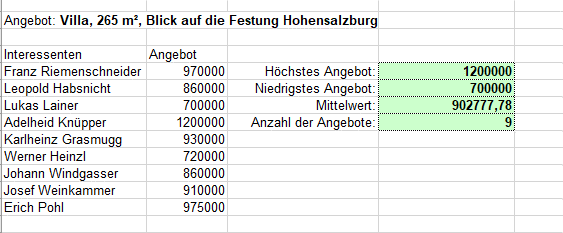 Angebot: Villa, 265 m², Blick auf die Festung Hohensalzburg
Interessenten Angebot
Franz Riemenschneider 970000 Höchstes Angebot: 1200000
Leopold Habsnicht 860000 Niedrigstes Angebot: 700000
Lukas Lainer 700000 Mittelwert: 902777,78
Adelheid Knüpper 1200000 Anzahl der Angebote: 9
Karlheinz Grasmugg 930000
Werner Heinzl 720000
Johann Windgasser 860000
Josef Weinkammer 910000
Erich Pohl 975000